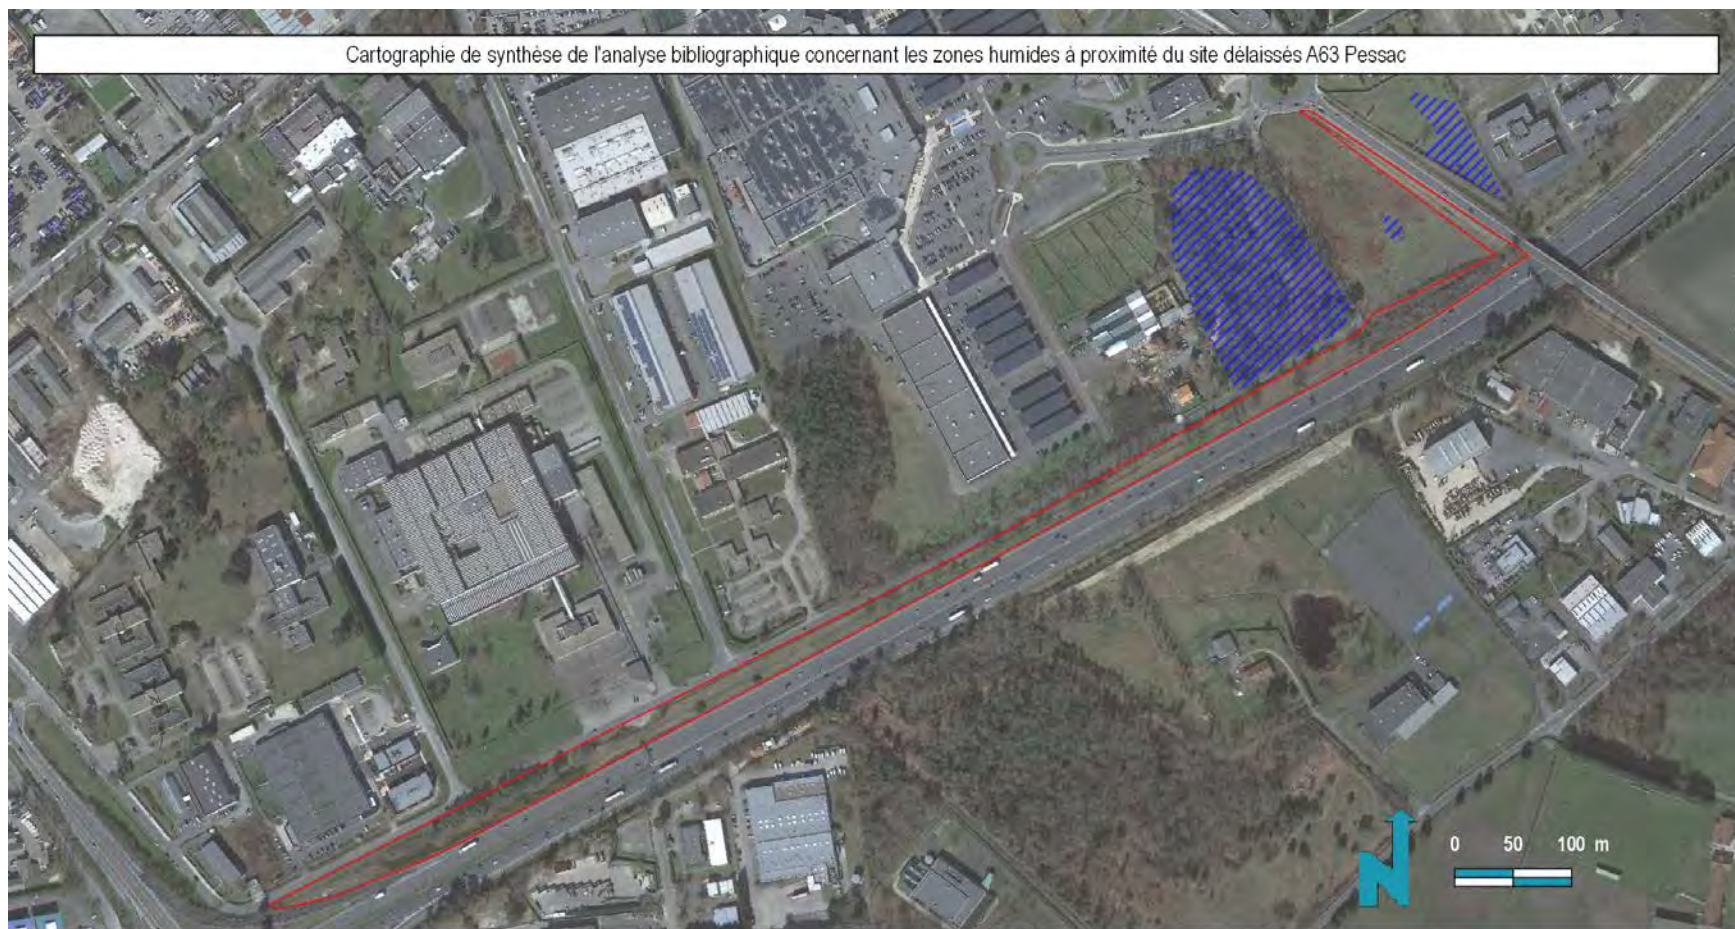 Cartographie de synthèse de l'analyse bibliographique concernant les zones humides à proximité du site délaissés A63 Pessac
N
0 50 100 m